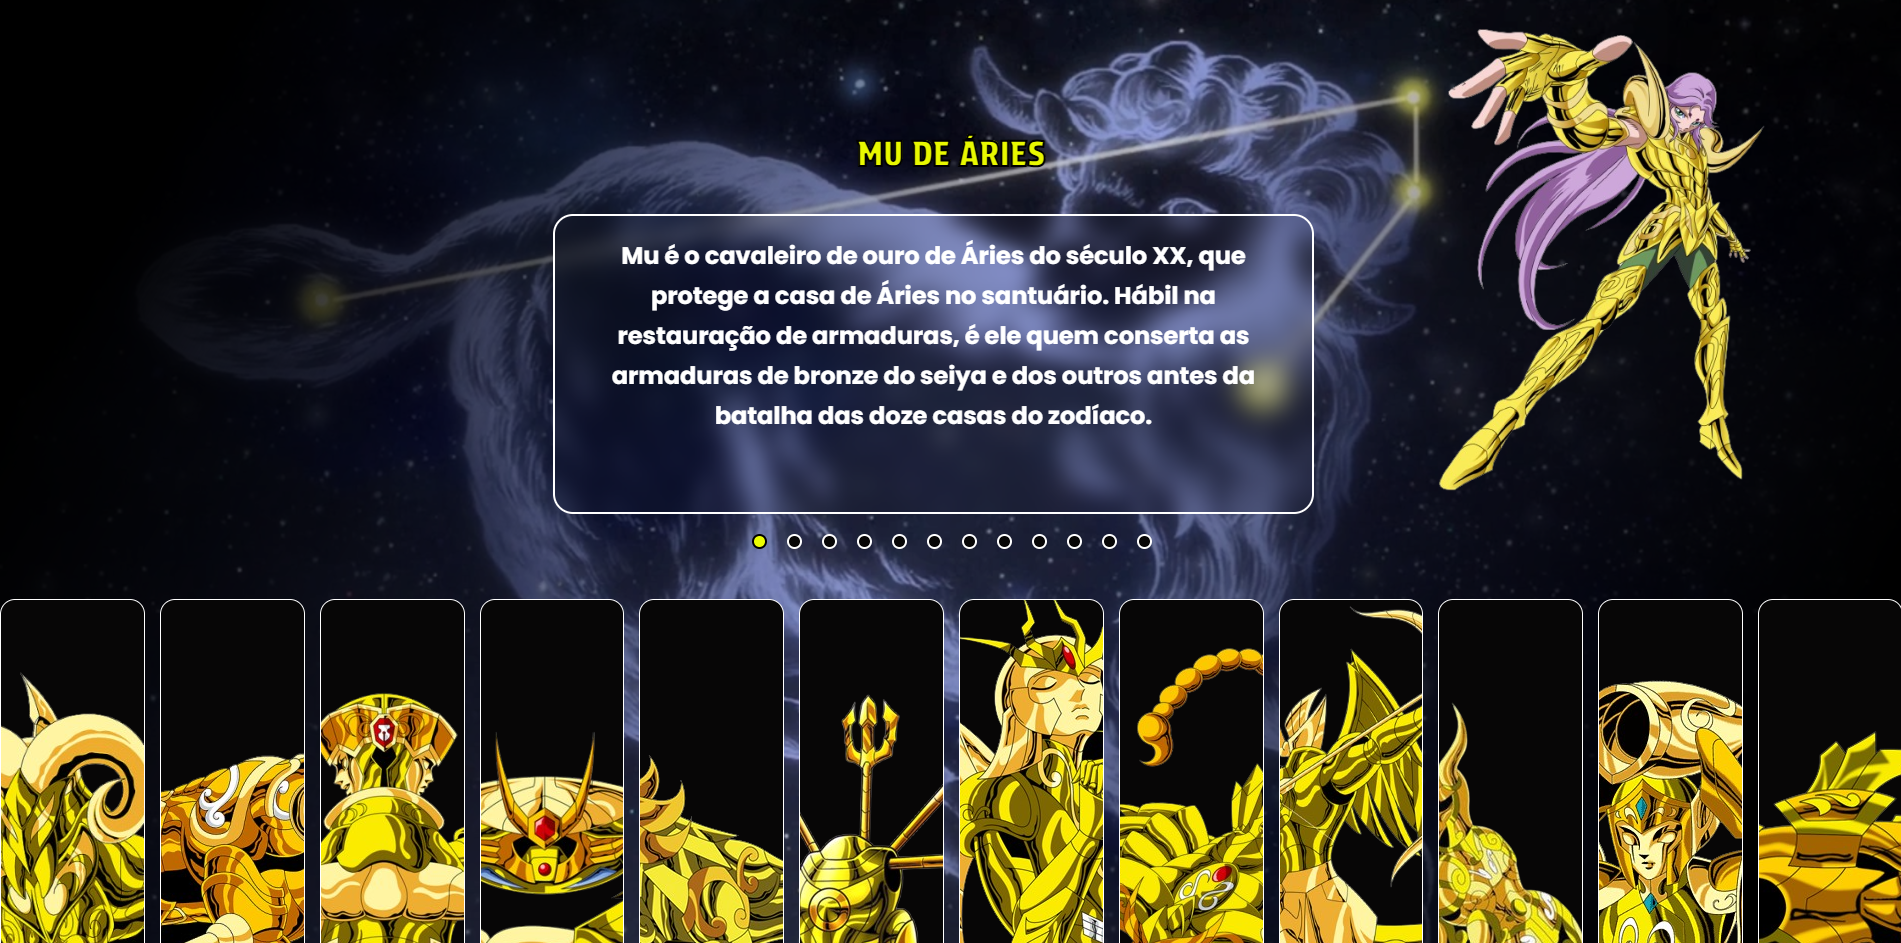 MU DE ÁRIES
Mu é o cavaleiro de ouro de Áries do século XX, que
protege a casa de Áries no santuário. Hábil na
restauração de armaduras, é ele quem conserta as
armaduras de bronze do seiya e dos outros antes da
batalha das doze casas do zodíaco.